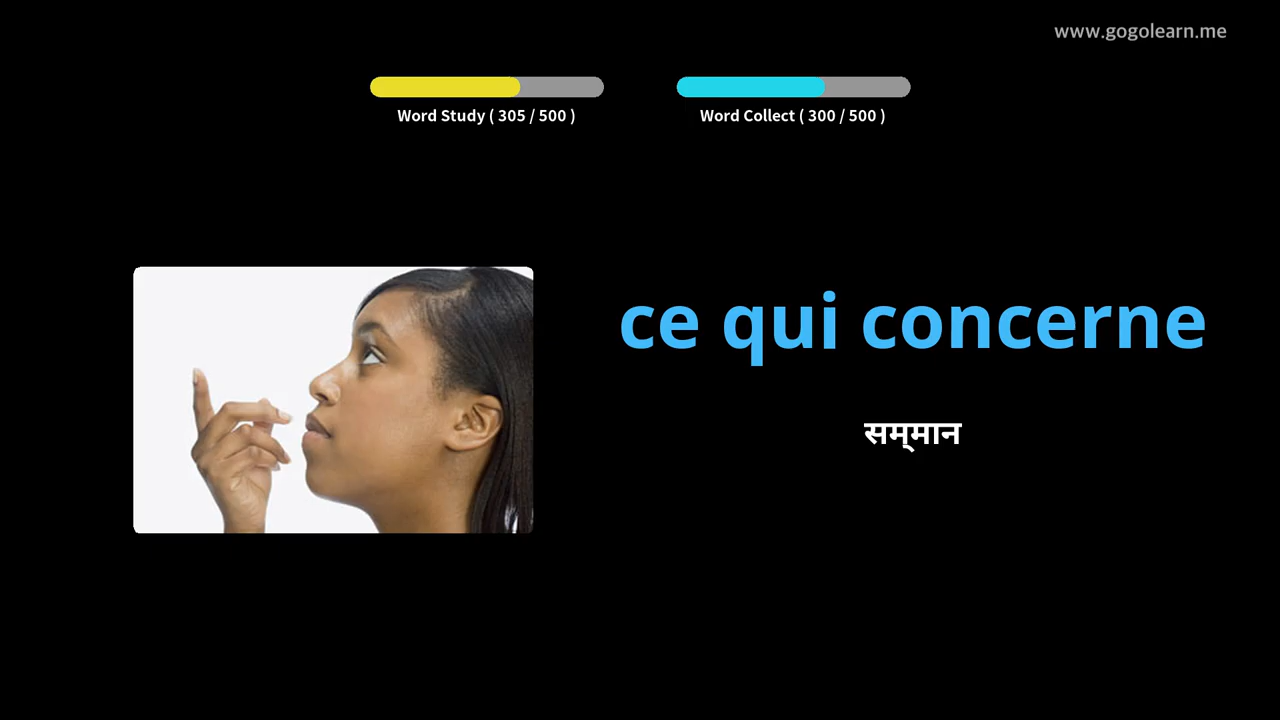 www.gogolearn.me
Word Study ( 305 / 500 )
Word Collect ( 300 / 500 )
ce qui concerne
सम्‌मान